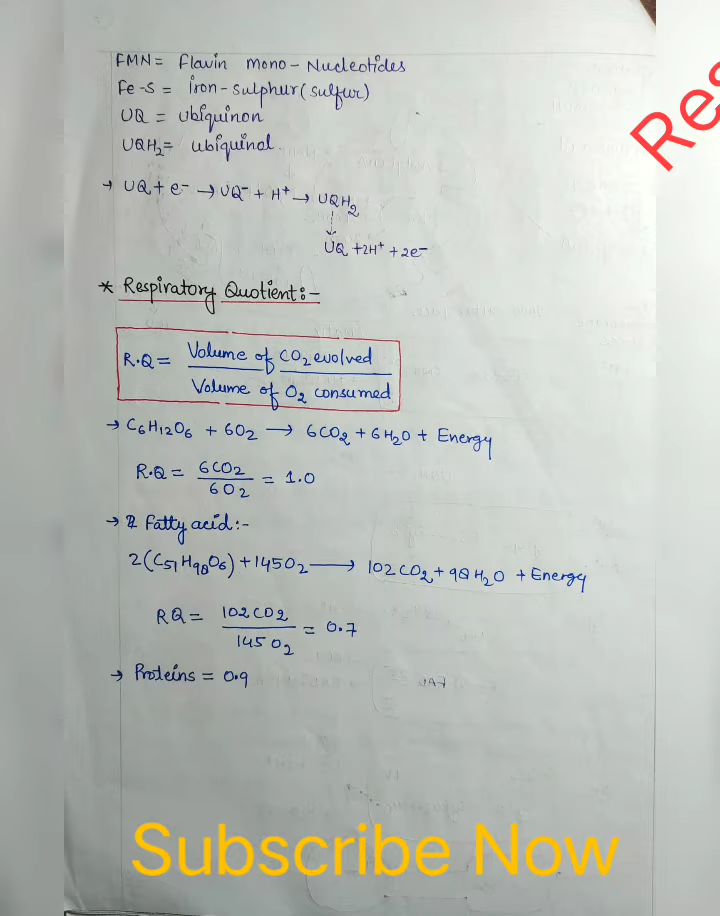 FMN = Flavin mono-Nucleotides
Fe-S = iron-sulphur (sulfur)
UQ = ubiquinon
UQH₂ = ubiquinol.
→ UQ + e⁻ → UQ⁻ + H⁺ → UQH₂
UQ + 2H⁺ + 2e⁻
Res
* Respiratory Quotient:-
R.Q = Volume of CO₂ evolved
Volume of O₂ consumed
→ C₆H₁₂O₆ + 6O₂ → 6CO₂ + 6H₂O + Energy
R.Q = 6CO₂ / 6O₂ = 1.0
→ Fatty acid:-
2(C₅₁H₉₈O₆) + 145O₂ → 102CO₂ + 98H₂O + Energy
RQ = 102CO₂ / 145O₂ = 0.7
→ Proteins = 0.9
Subscribe Now